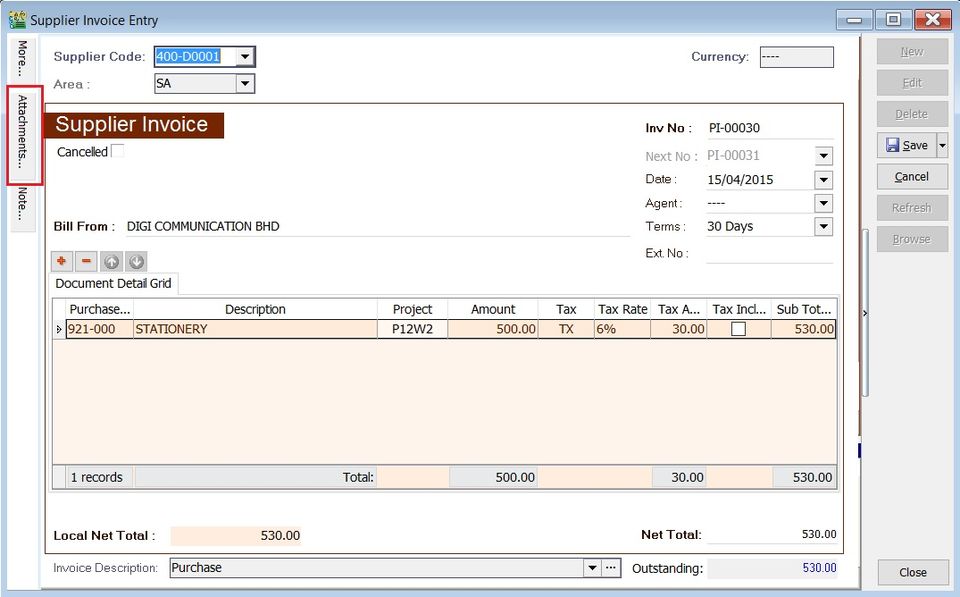 Supplier Invoice Entry
More...
Attachments...
Note...
Supplier Code: 400-D0001
Currency: ----
Area : SA
Supplier Invoice
Cancelled
Inv No : PI-00030
Next No : PI-00031
Date : 15/04/2015
Agent : ----
Bill From : DIGI COMMUNICATION BHD
Terms : 30 Days
Ext. No :
Document Detail Grid
Purchase... Description Project Amount Tax Tax Rate Tax A... Tax Incl... Sub Tot...
921-000 STATIONERY P12W2 500.00 TX 6% 30.00 530.00
1 records Total: 500.00 30.00 530.00
Local Net Total : 530.00
Net Total: 530.00
Invoice Description: Purchase ...
Outstanding: 530.00
New
Edit
Delete
Save
Cancel
Refresh
Browse
Close